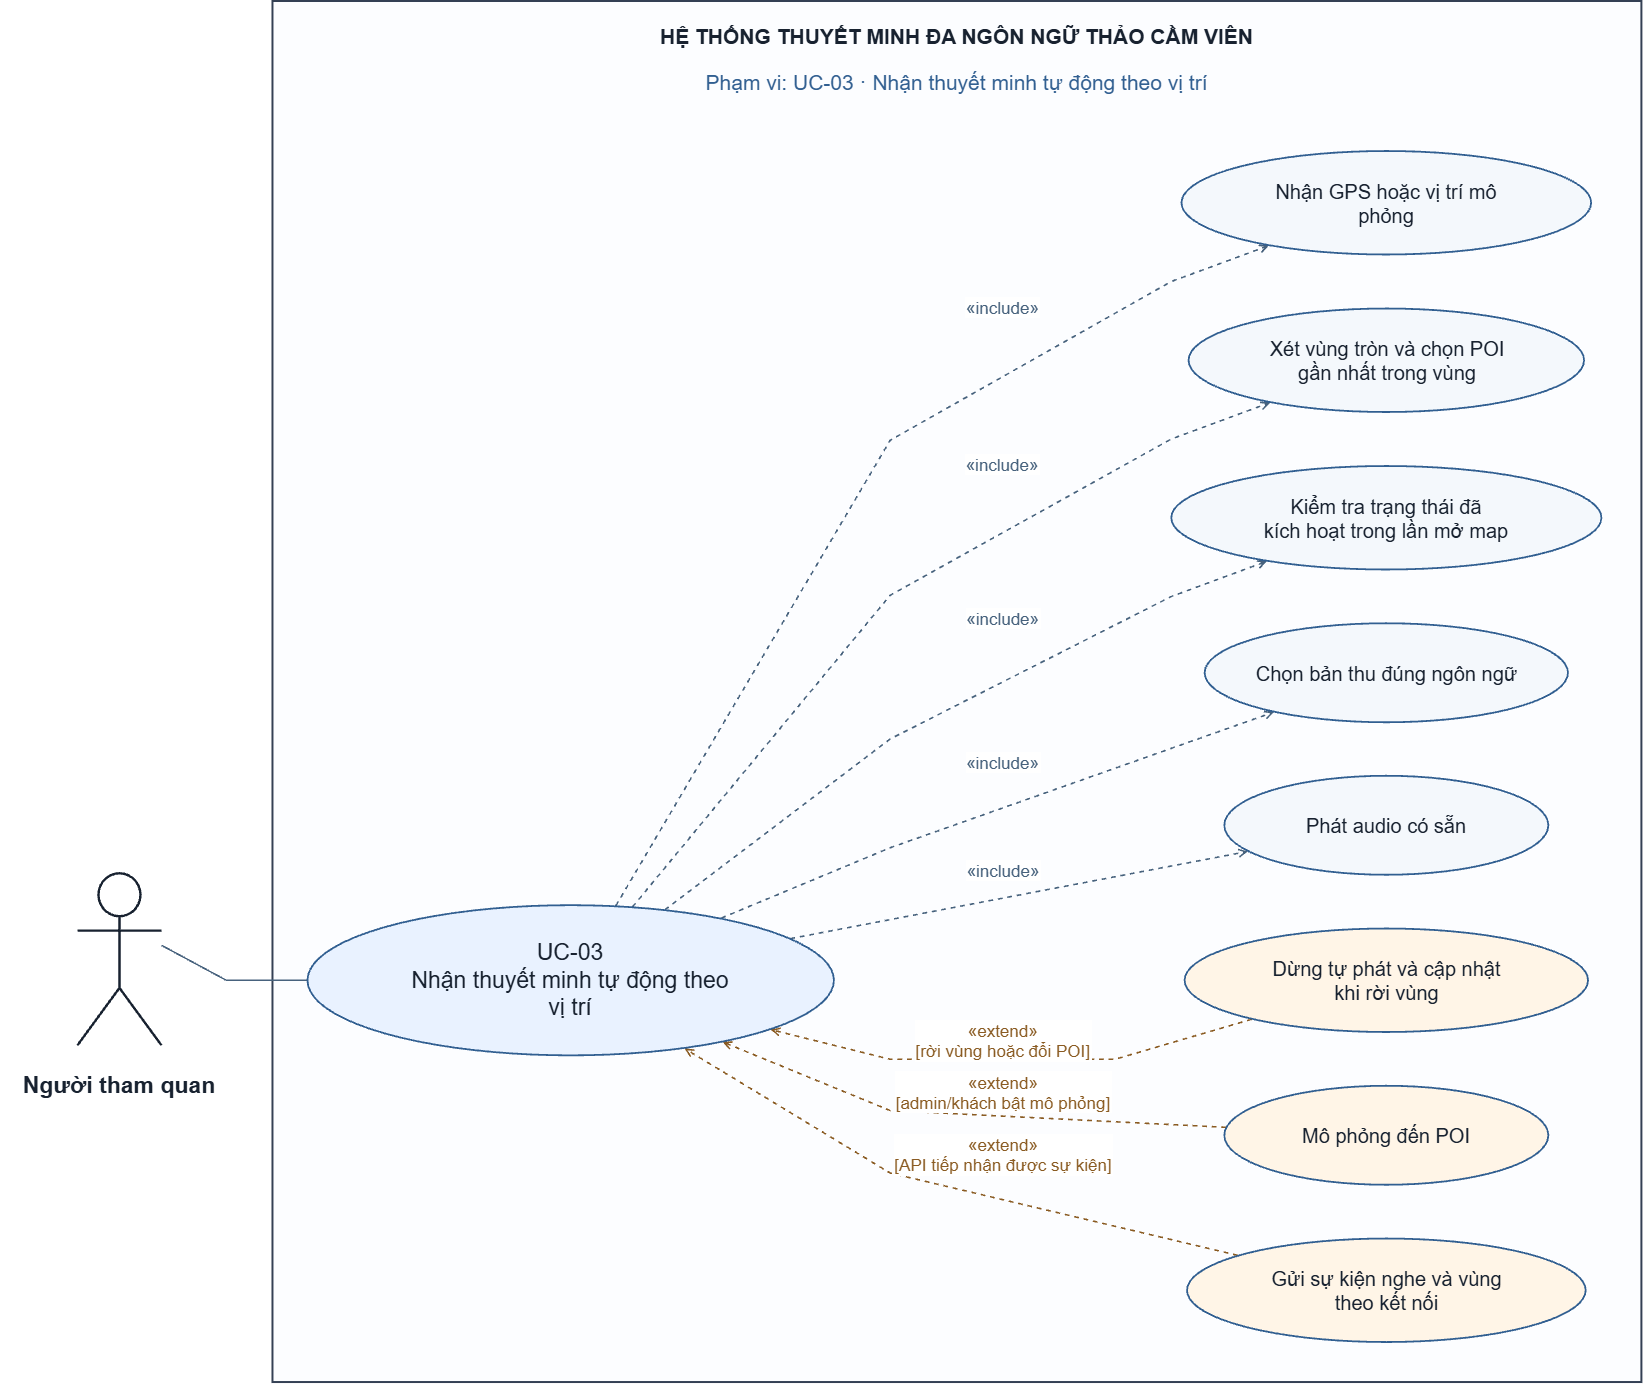 HỆ THỐNG THUYẾT MINH ĐA NGÔN NGỮ THẢO CẦM VIÊN
Phạm vi: UC-03 · Nhận thuyết minh tự động theo vị trí
Nhận GPS hoặc vị trí mô
phỏng
«include»
Xét vùng tròn và chọn POI
gần nhất trong vùng
«include»
Kiểm tra trạng thái đã
kích hoạt trong lần mở map
«include»
Chọn bản thu đúng ngôn ngữ
«include»
Phát audio có sẵn
«include»
UC-03
Nhận thuyết minh tự động theo
vị trí
Người tham quan
Dừng tự phát và cập nhật
khi rời vùng
«extend»
[rời vùng hoặc đổi POI]
«extend»
[admin/khách bật mô phỏng]
Mô phỏng đến POI
«extend»
[API tiếp nhận được sự kiện]
Gửi sự kiện nghe và vùng
theo kết nối